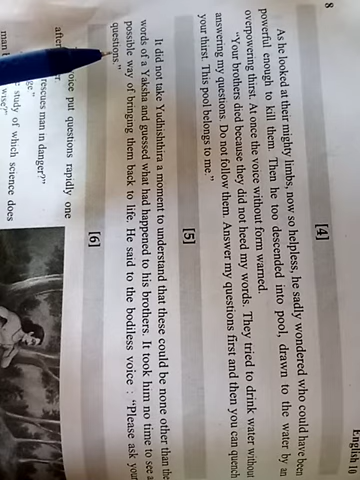 8
English 10
[4]
As he looked at their mighty limbs, now so helpless, he sadly wondered who could have been
powerful enough to kill them. Then he too descended into pool, drawn to the water by an
overpowering thirst. At once the voice without form warned.
"Your brothers died because they did not heed my words. They tried to drink water without
answering my questions. Do not follow them. Answer my questions first and then you can quench
your thirst. This pool belongs to me."
[5]
It did not take Yudhishthira a moment to understand that these could be none other than the
words of a Yaksha and guessed what had happened to his brothers. It took him no time to see a
possible way of bringing them back to life. He said to the bodiless voice : "Please ask your
questions."
[6]
voice put questions rapidly one
after
rescues man in danger?"
study of which science does
man
wise?"